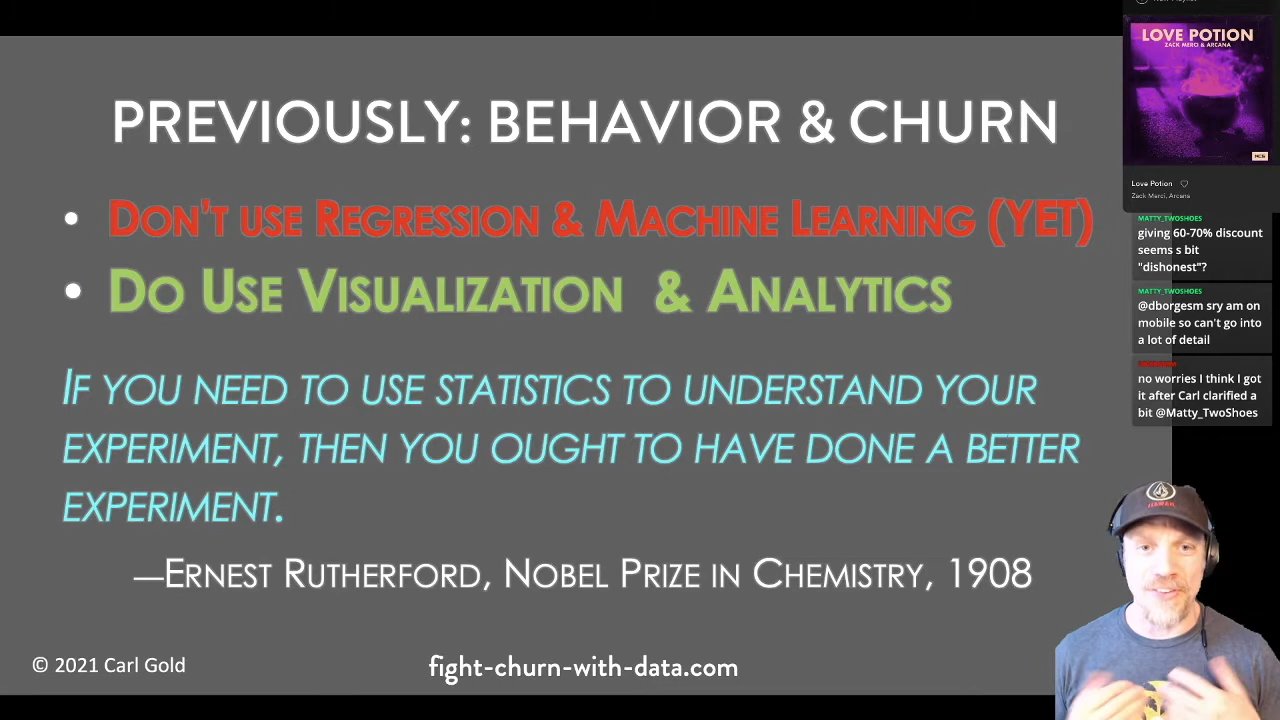 PREVIOUSLY: BEHAVIOR & CHURN
• DON'T USE REGRESSION & MACHINE LEARNING (YET)
• DO USE VISUALIZATION & ANALYTICS
IF YOU NEED TO USE STATISTICS TO UNDERSTAND YOUR
EXPERIMENT, THEN YOU OUGHT TO HAVE DONE A BETTER
EXPERIMENT.
—ERNEST RUTHERFORD, NOBEL PRIZE IN CHEMISTRY, 1908
© 2021 Carl Gold
fight-churn-with-data.com
LOVE POTION
ZACK MERCI & ARCANA
NCS
Love Potion
Zack Merci, Arcana
MATTY_TWOSHOES
giving 60-70% discount
seems s bit
"dishonest"?
MATTY_TWOSHOES
@dborgesm sry am on
mobile so can't go into
a lot of detail
no worries I think I got
it after Carl clarified a
bit @Matty_TwoShoes